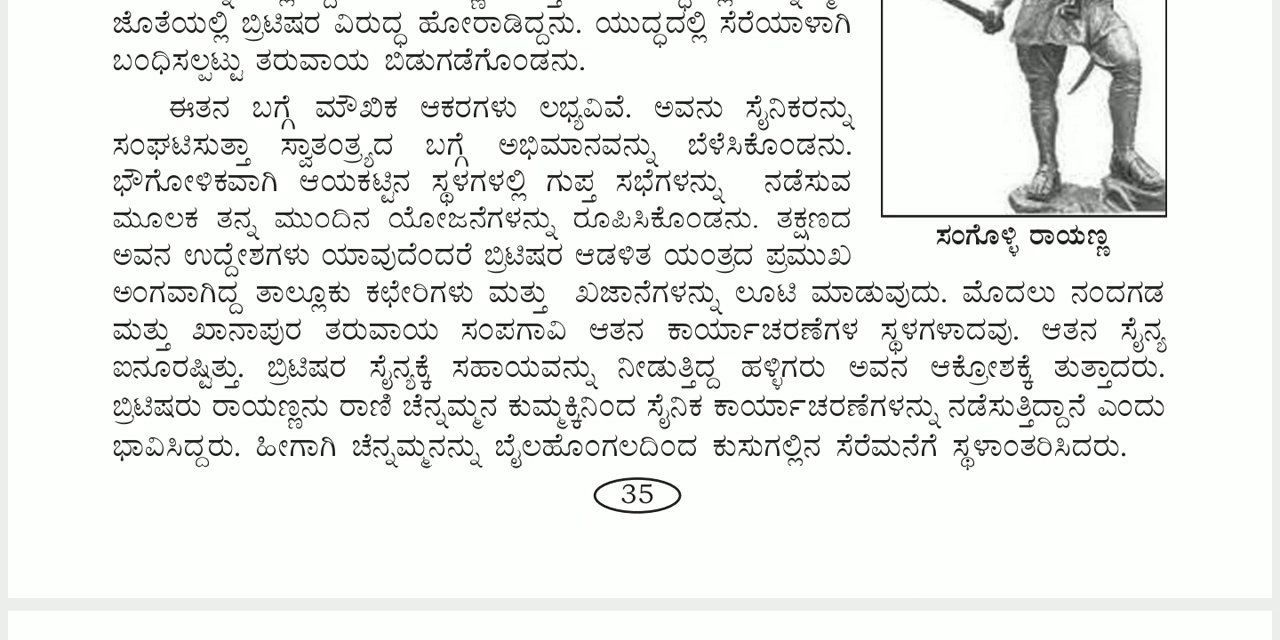 ಜೊತೆಯಲ್ಲಿ ಬ್ರಿಟಿಷರ ವಿರುದ್ಧ ಹೋರಾಡಿದ್ದನು. ಯುದ್ಧದಲ್ಲಿ ಸೆರೆಯಾಳಾಗಿ
ಬಂಧಿಸಲ್ಪಟ್ಟು ತರುವಾಯ ಬಿಡುಗಡೆಗೊಂಡನು.
ಈತನ ಬಗ್ಗೆ ಮೌಖಿಕ ಆಕರಗಳು ಲಭ್ಯವಿವೆ. ಅವನು ಸೈನಿಕರನ್ನು
ಸಂಘಟಿಸುತ್ತಾ ಸ್ವಾತಂತ್ರ್ಯದ ಬಗ್ಗೆ ಅಭಿಮಾನವನ್ನು ಬೆಳೆಸಿಕೊಂಡನು.
ಭೌಗೋಳಿಕವಾಗಿ ಆಯಕಟ್ಟಿನ ಸ್ಥಳಗಳಲ್ಲಿ ಗುಪ್ತ ಸಭೆಗಳನ್ನು ನಡೆಸುವ
ಮೂಲಕ ತನ್ನ ಮುಂದಿನ ಯೋಜನೆಗಳನ್ನು ರೂಪಿಸಿಕೊಂಡನು. ತಕ್ಷಣದ
ಅವನ ಉದ್ದೇಶಗಳು ಯಾವುದೆಂದರೆ ಬ್ರಿಟಿಷರ ಆಡಳಿತ ಯಂತ್ರದ ಪ್ರಮುಖ
ಸಂಗೊಳ್ಳಿ ರಾಯಣ್ಣ
ಅಂಗವಾಗಿದ್ದ ತಾಲ್ಲೂಕು ಕಛೇರಿಗಳು ಮತ್ತು ಖಜಾನೆಗಳನ್ನು ಲೂಟಿ ಮಾಡುವುದು. ಮೊದಲು ನಂದಗಡ
ಮತ್ತು ಖಾನಾಪುರ ತರುವಾಯ ಸಂಪಗಾವಿ ಆತನ ಕಾರ್ಯಾಚರಣೆಗಳ ಸ್ಥಳಗಳಾದವು. ಆತನ ಸೈನ್ಯ
ಐನೂರಷ್ಟಿತ್ತು. ಬ್ರಿಟಿಷರ ಸೈನ್ಯಕ್ಕೆ ಸಹಾಯವನ್ನು ನೀಡುತ್ತಿದ್ದ ಹಳ್ಳಿಗರು ಅವನ ಆಕ್ರೋಶಕ್ಕೆ ತುತ್ತಾದರು.
ಬ್ರಿಟಿಷರು ರಾಯಣ್ಣನು ರಾಣಿ ಚೆನ್ನಮ್ಮನ ಕುಮ್ಮಕ್ಕಿನಿಂದ ಸೈನಿಕ ಕಾರ್ಯಾಚರಣೆಗಳನ್ನು ನಡೆಸುತ್ತಿದ್ದಾನೆ ಎಂದು
ಭಾವಿಸಿದ್ದರು. ಹೀಗಾಗಿ ಚೆನ್ನಮ್ಮನನ್ನು ಬೈಲಹೊಂಗಲದಿಂದ ಕುಸುಗಲ್ಲಿನ ಸೆರೆಮನೆಗೆ ಸ್ಥಳಾಂತರಿಸಿದರು.
35